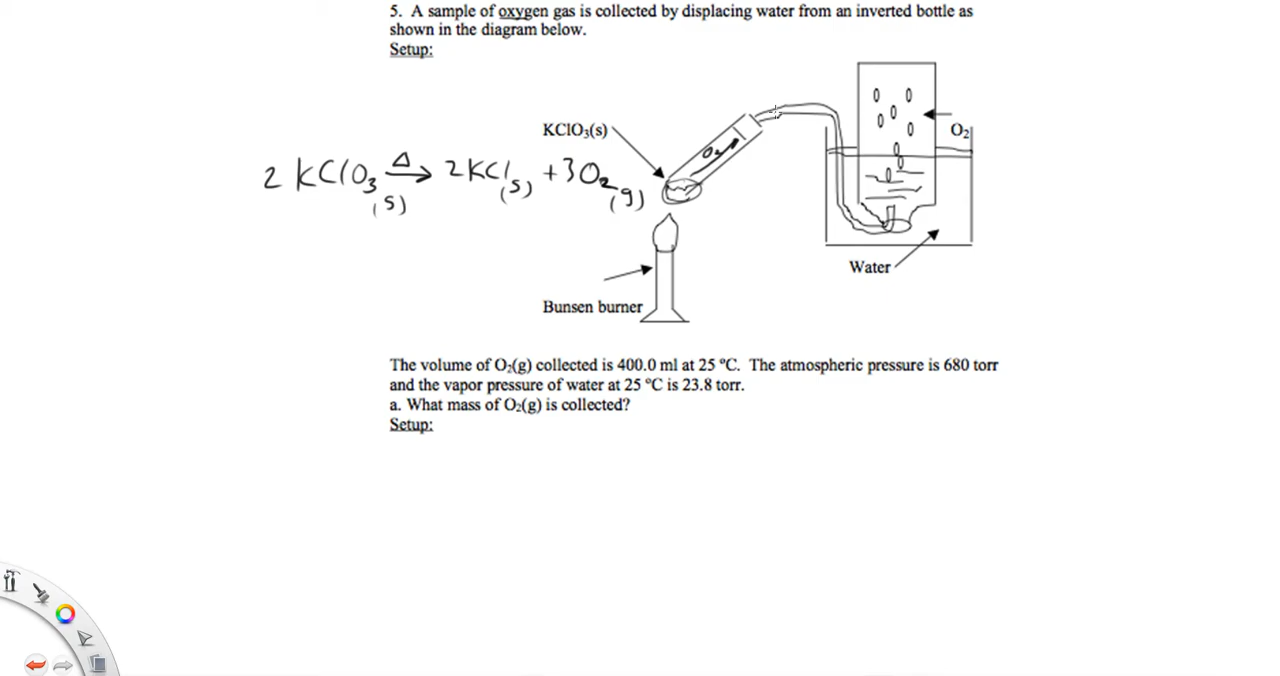 5. A sample of oxygen gas is collected by displacing water from an inverted bottle as
shown in the diagram below.
Setup:
KClO₃(s)
O₂
O₂
2 KClO₃ (s) Δ→ 2KCl (s) + 3O₂ (g)
Water
Bunsen burner
The volume of O₂(g) collected is 400.0 ml at 25 ºC. The atmospheric pressure is 680 torr
and the vapor pressure of water at 25 ºC is 23.8 torr.
a. What mass of O₂(g) is collected?
Setup: